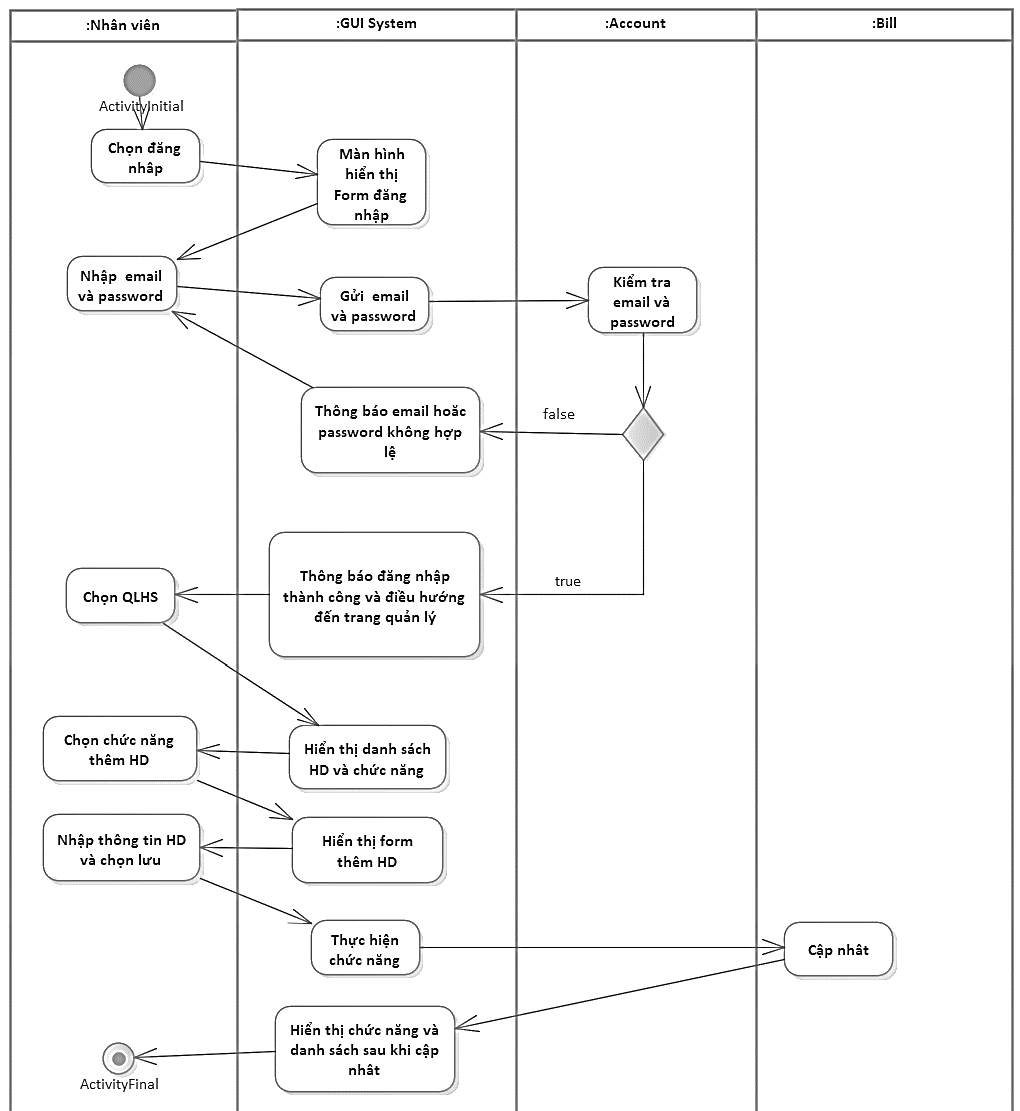 :Nhân viên
:GUI System
:Account
:Bill
ActivityInitial
Chọn đăng
nhâp
Màn hình
hiển thị
Form đăng
nhập
Nhập email
và password
Gửi email
và password
Kiểm tra
email và
password
false
Thông báo email hoăc
password không hợp
lệ
true
Thông báo đăng nhập
thành công và điều hướng
đến trang quản lý
Chọn QLHS
Chọn chức năng
thêm HD
Hiển thị danh sách
HD và chức năng
Nhập thông tin HD
và chọn lưu
Hiển thị form
thêm HD
Thực hiện
chức năng
Cập nhât
Hiển thị chức năng và
danh sách sau khi cập
nhât
ActivityFinal